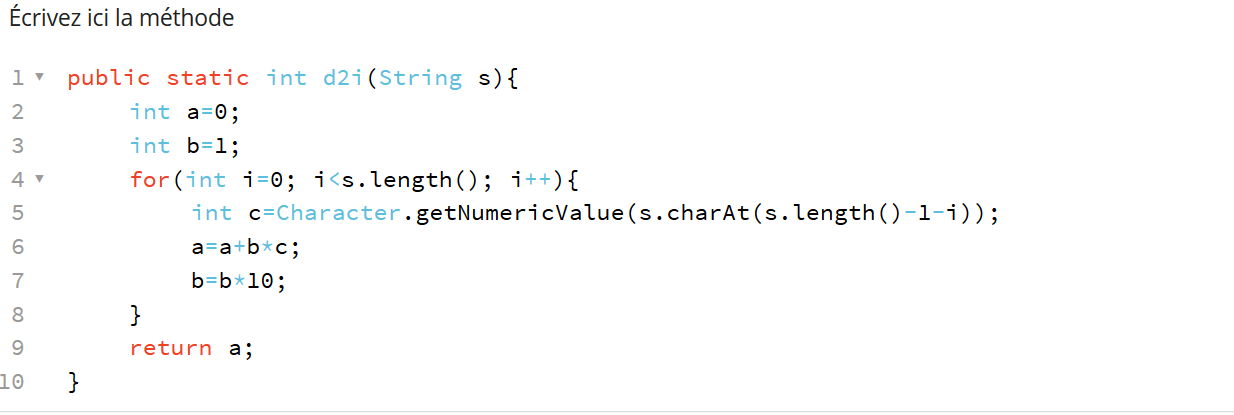 Écrivez ici la méthode
1 ▾ public static int d2i(String s){
2 int a=0;
3 int b=1;
4 ▾ for(int i=0; i<s.length(); i++){
5 int c=Character.getNumericValue(s.charAt(s.length()-1-i));
6 a=a+b*c;
7 b=b*10;
8 }
9 return a;
10 }